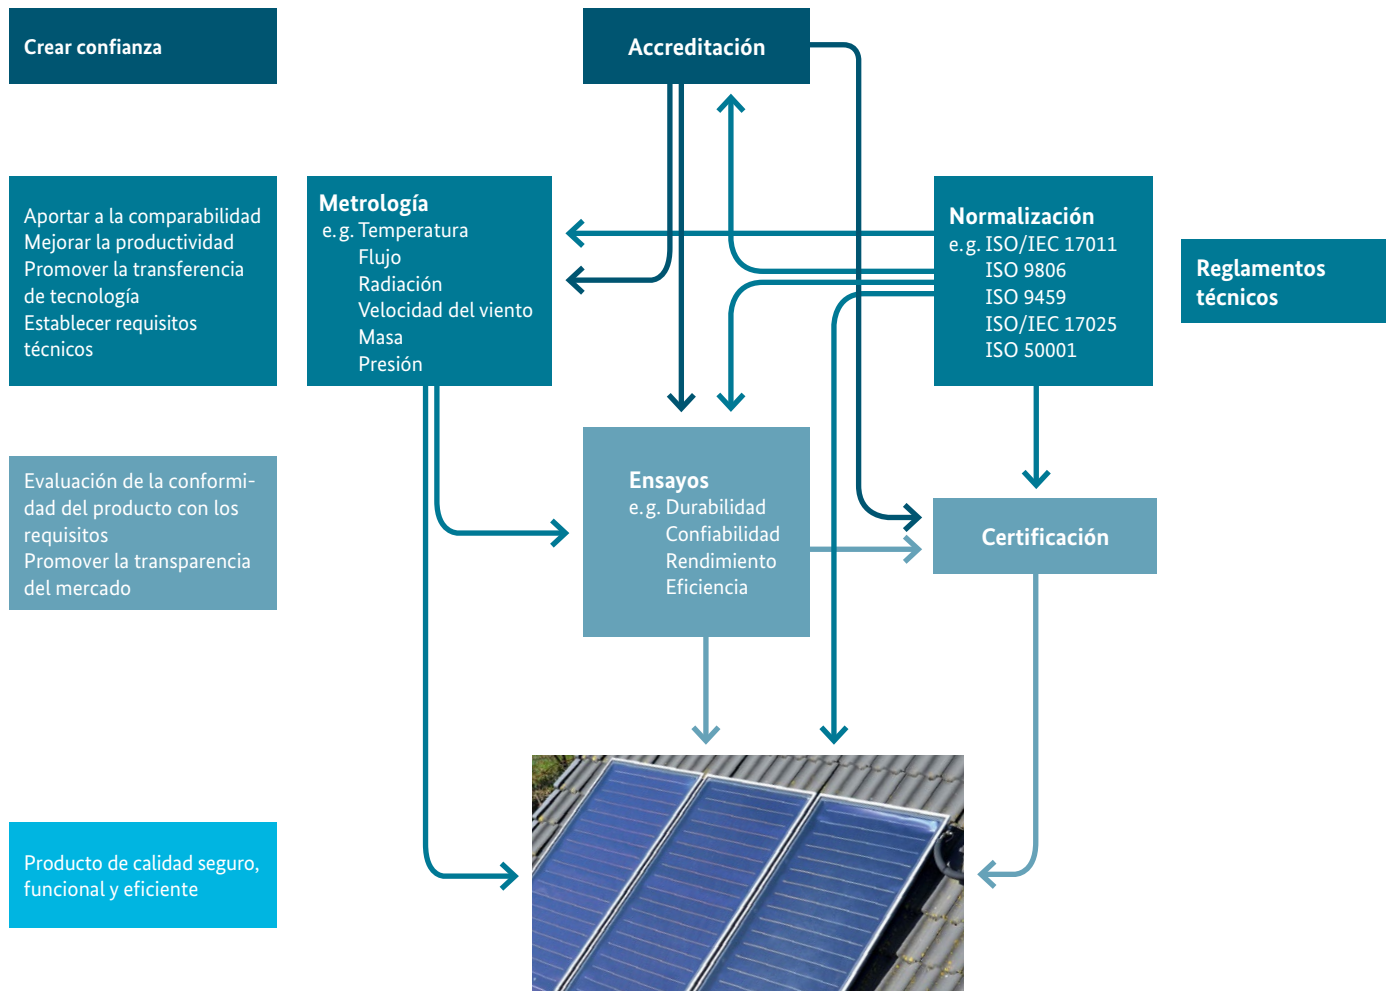 Crear confianza
Accreditación
Aportar a la comparabilidad
Mejorar la productividad
Promover la transferencia
de tecnología
Establecer requisitos
técnicos
Metrología
e. g. Temperatura
Flujo
Radiación
Velocidad del viento
Masa
Presión
Normalización
e. g. ISO/IEC 17011
ISO 9806
ISO 9459
ISO/IEC 17025
ISO 50001
Reglamentos
técnicos
Evaluación de la conformi-
dad del producto con los
requisitos
Promover la transparencia
del mercado
Ensayos
e. g. Durabilidad
Confiabilidad
Rendimiento
Eficiencia
Certificación
Producto de calidad seguro,
funcional y eficiente